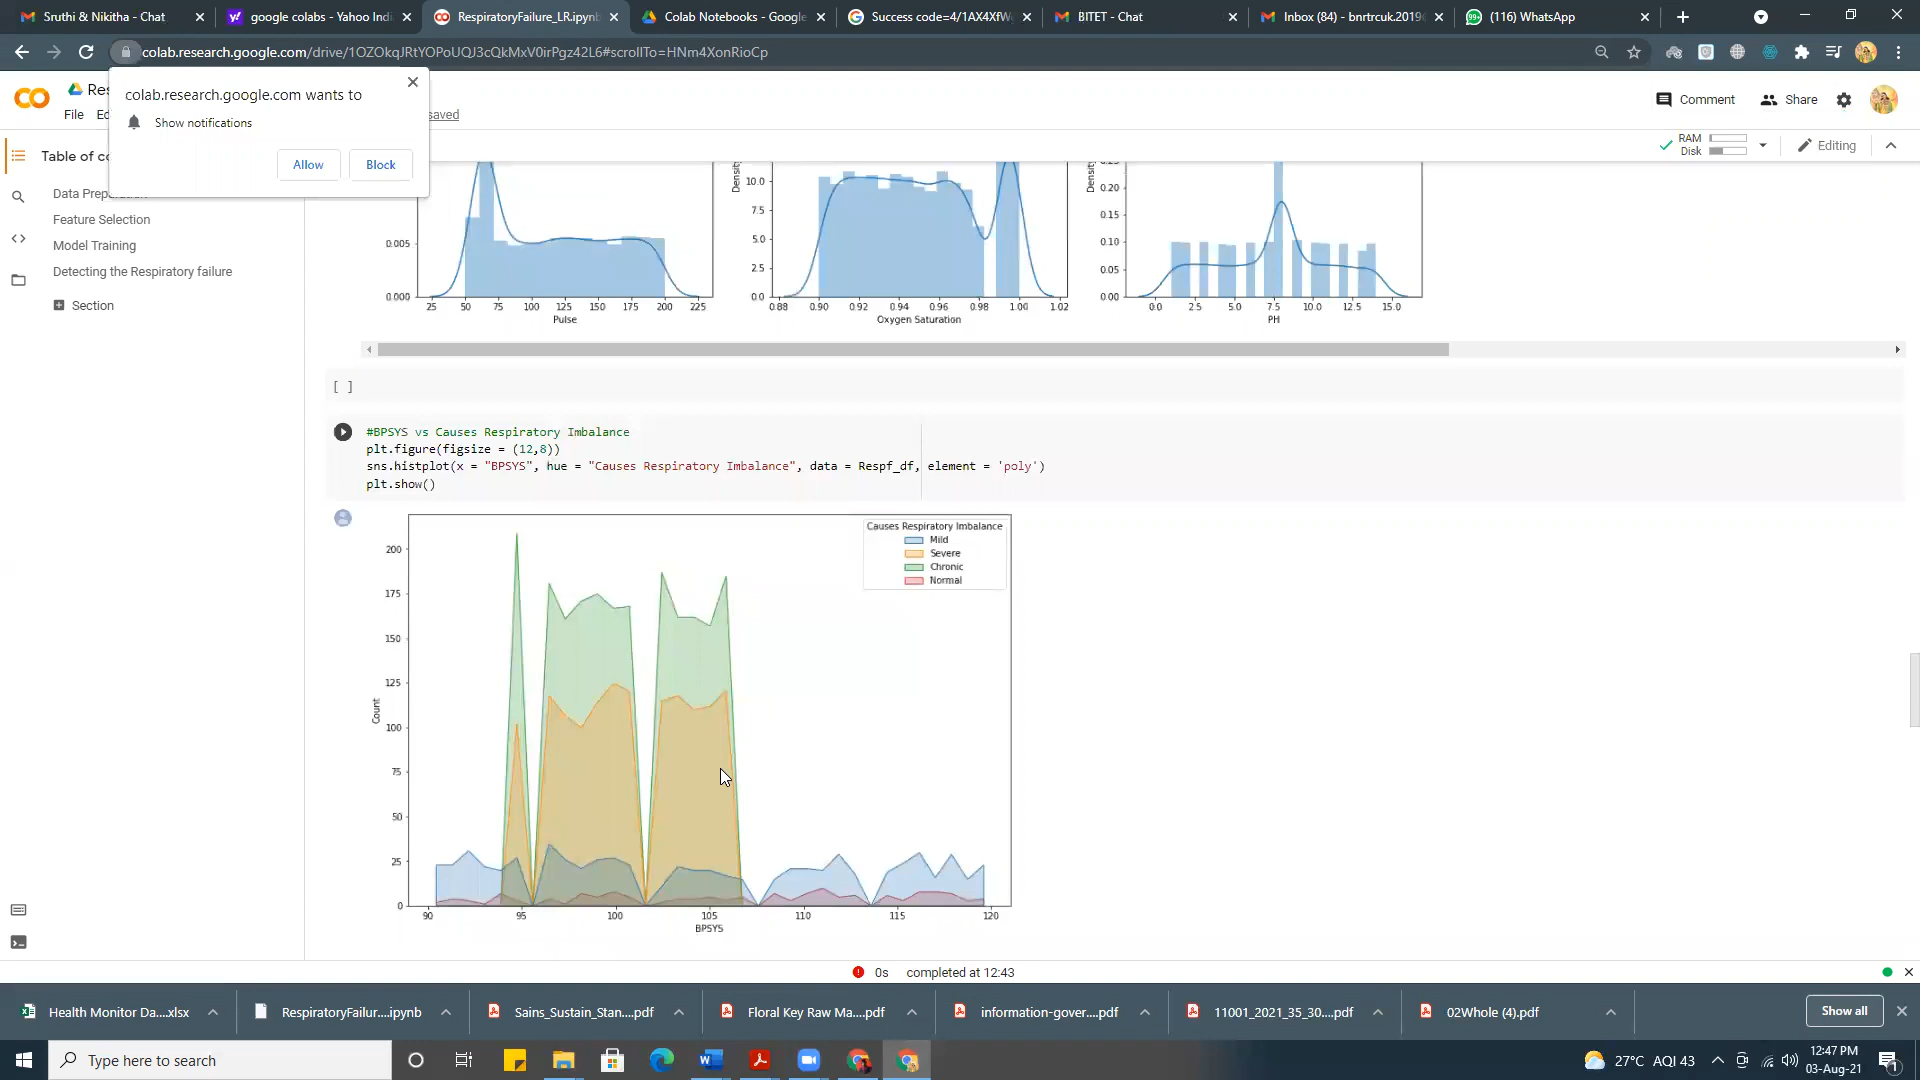 Sruthi & Nikitha - Chat
google colabs - Yahoo Indi
RespiratoryFailure_LR.ipynb
Colab Notebooks - Google
Success code=4/1AX4XfW
BITET - Chat
Inbox (84) - bnrtrcuk.2019@
(116) WhatsApp
colab.research.google.com/drive/1OZOkqJRtYOPoUQJ3cQkMxV0irPgz42L6#scrollTo=HNm4XonRioCp
colab.research.google.com wants to
Show notifications
Allow
Block
Res
File
Ed
saved
Comment
Share
RAM
Disk
Editing
Table of co
Data Prepa
Feature Selection
Model Training
Detecting the Respiratory failure
Section
0.005
0.000
25 50 75 100 125 150 175 200 225
Pulse
Density
10.0
7.5
5.0
2.5
0.0
0.88 0.90 0.92 0.94 0.96 0.98 1.00 1.02
Oxygen Saturation
Density
0.25
0.20
0.15
0.10
0.05
0.00
0.0 2.5 5.0 7.5 10.0 12.5 15.0
PH
[ ]
#BPSYS vs Causes Respiratory Imbalance
plt.figure(figsize = (12,8))
sns.histplot(x = "BPSYS", hue = "Causes Respiratory Imbalance", data = Respf_df, element = 'poly')
plt.show()
Causes Respiratory Imbalance
Mild
Severe
Chronic
Normal
200
175
150
125
100
75
50
25
0
Count
90 95 100 105 110 115 120
BPSYS
0s completed at 12:43
Health Monitor Da....xlsx
RespiratoryFailur....ipynb
Sains_Sustain_Stan....pdf
Floral Key Raw Ma....pdf
information-gover....pdf
11001_2021_35_30....pdf
02Whole (4).pdf
Show all
Type here to search
27°C AQI 43
12:47 PM
03-Aug-21
1